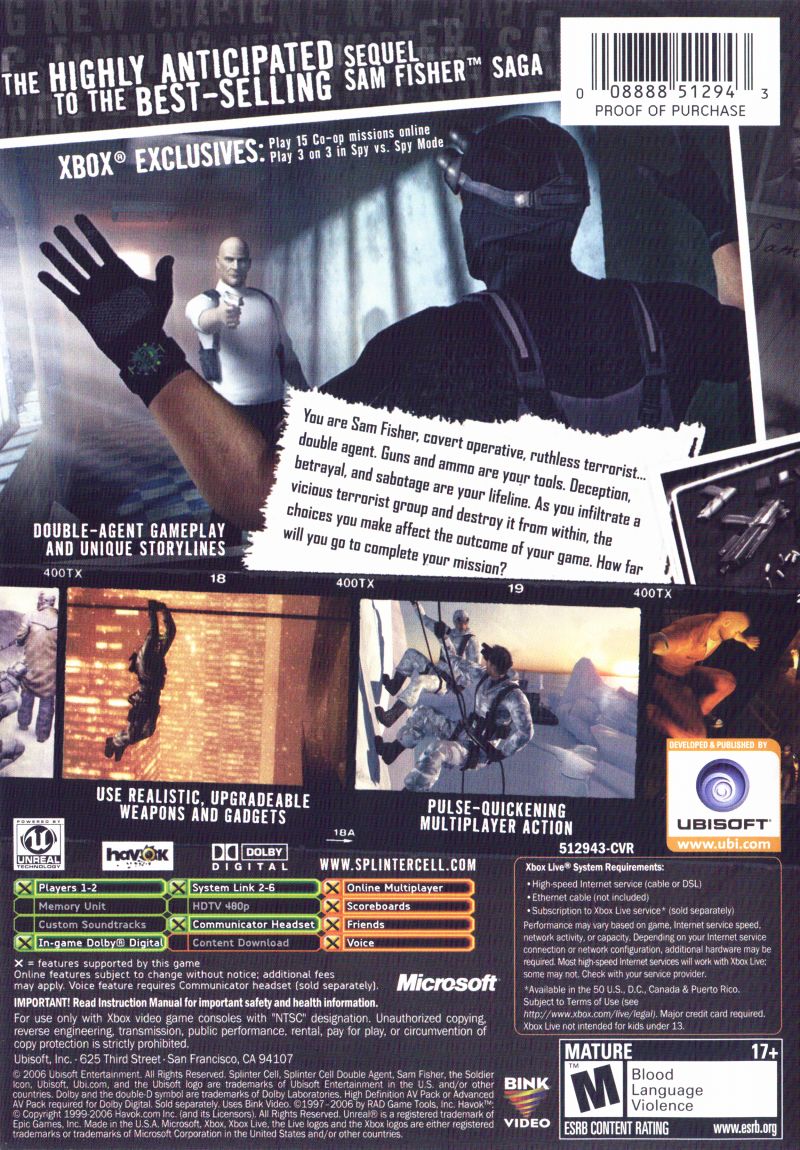 THE HIGHLY ANTICIPATED SEQUEL
TO THE BEST-SELLING SAM FISHER™ SAGA
0 08888 51294 3
PROOF OF PURCHASE
XBOX® EXCLUSIVES: Play 15 Co-op missions online
Play 3 on 3 in Spy vs. Spy Mode
You are Sam Fisher, covert operative, ruthless terrorist...
double agent. Guns and ammo are your tools. Deception,
betrayal, and sabotage are your lifeline. As you infiltrate a
vicious terrorist group and destroy it from within, the
choices you make affect the outcome of your game. How far
will you go to complete your mission?
DOUBLE-AGENT GAMEPLAY
AND UNIQUE STORYLINES
400TX 18 400TX 19 400TX
USE REALISTIC, UPGRADEABLE
WEAPONS AND GADGETS
PULSE-QUICKENING
MULTIPLAYER ACTION
18A
DEVELOPED & PUBLISHED BY
UBISOFT®
www.ubi.com
512943-CVR
POWERED BY
UNREAL
TECHNOLOGY
havok
DOLBY
DIGITAL
WWW.SPLINTERCELL.COM
Players 1-2
System Link 2-6
Online Multiplayer
Memory Unit
HDTV 480p
Scoreboards
Custom Soundtracks
Communicator Headset
Friends
In-game Dolby® Digital
Content Download
Voice
X = features supported by this game
Online features subject to change without notice; additional fees
may apply. Voice feature requires Communicator headset (sold separately).
Microsoft®
IMPORTANT! Read Instruction Manual for important safety and health information.
For use only with Xbox video game consoles with "NTSC" designation. Unauthorized copying,
reverse engineering, transmission, public performance, rental, pay for play, or circumvention of
copy protection is strictly prohibited.
Ubisoft, Inc. · 625 Third Street · San Francisco, CA 94107
© 2006 Ubisoft Entertainment. All Rights Reserved. Splinter Cell, Splinter Cell Double Agent, Sam Fisher, the Soldier
Icon, Ubisoft, Ubi.com, and the Ubisoft logo are trademarks of Ubisoft Entertainment in the U.S. and/or other
countries. Dolby and the double-D symbol are trademarks of Dolby Laboratories. High Definition AV Pack or Advanced
AV Pack required for Dolby Digital. Sold separately. Uses Bink Video. ©1997-2006 by RAD Game Tools, Inc. Havok™;
© Copyright 1999-2006 Havok.com Inc. (and its Licensors). All Rights Reserved. Unreal® is a registered trademark of
Epic Games, Inc. Made in the U.S.A. Microsoft, Xbox, Xbox Live, the Live logos and the Xbox logos are either registered
trademarks or trademarks of Microsoft Corporation in the United States and/or other countries.
Xbox Live® System Requirements:
• High-speed Internet service (cable or DSL)
• Ethernet cable (not included)
• Subscription to Xbox Live service* (sold separately)
Performance may vary based on game, Internet service speed,
network activity, or capacity. Depending on your Internet service
connection or network configuration, additional hardware may be
required. Most high-speed Internet services will work with Xbox Live;
some may not. Check with your service provider.
*Available in the 50 U.S., D.C., Canada & Puerto Rico.
Subject to Terms of Use (see
http://www.xbox.com/live/legal). Major credit card required.
Xbox Live not intended for kids under 13.
BINK
VIDEO
MATURE 17+
M
™
Blood
Language
Violence
ESRB CONTENT RATING www.esrb.org